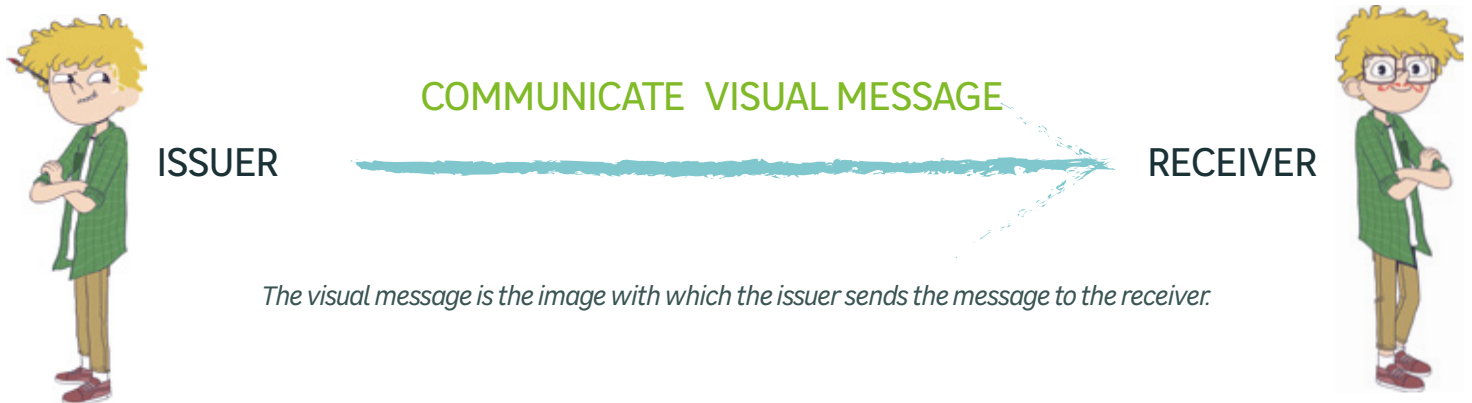 COMMUNICATE VISUAL MESSAGE
ISSUER
RECEIVER
The visual message is the image with which the issuer sends the message to the receiver.